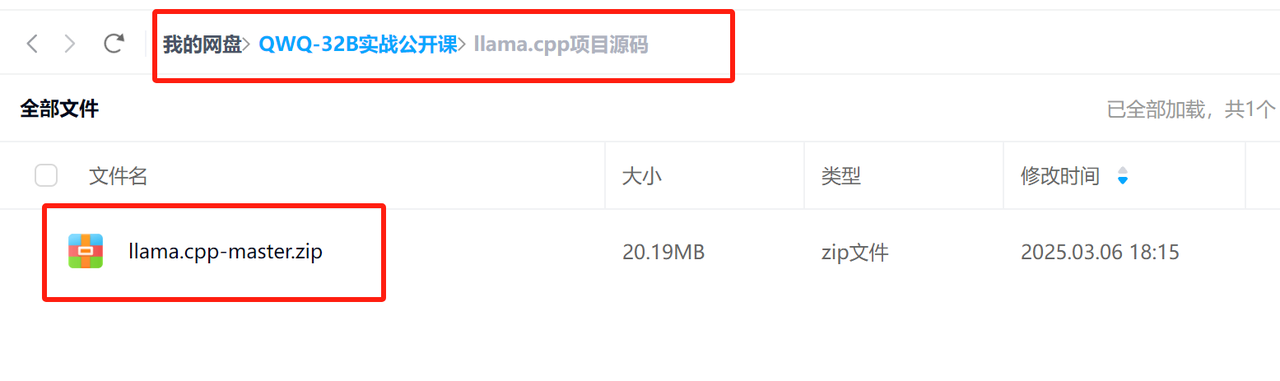 我的网盘> QWQ-32B实战公开课> llama.cpp项目源码
全部文件 已全部加载，共1个
文件名 大小 类型 修改时间
llama.cpp-master.zip 20.19MB zip文件 2025.03.06 18:15